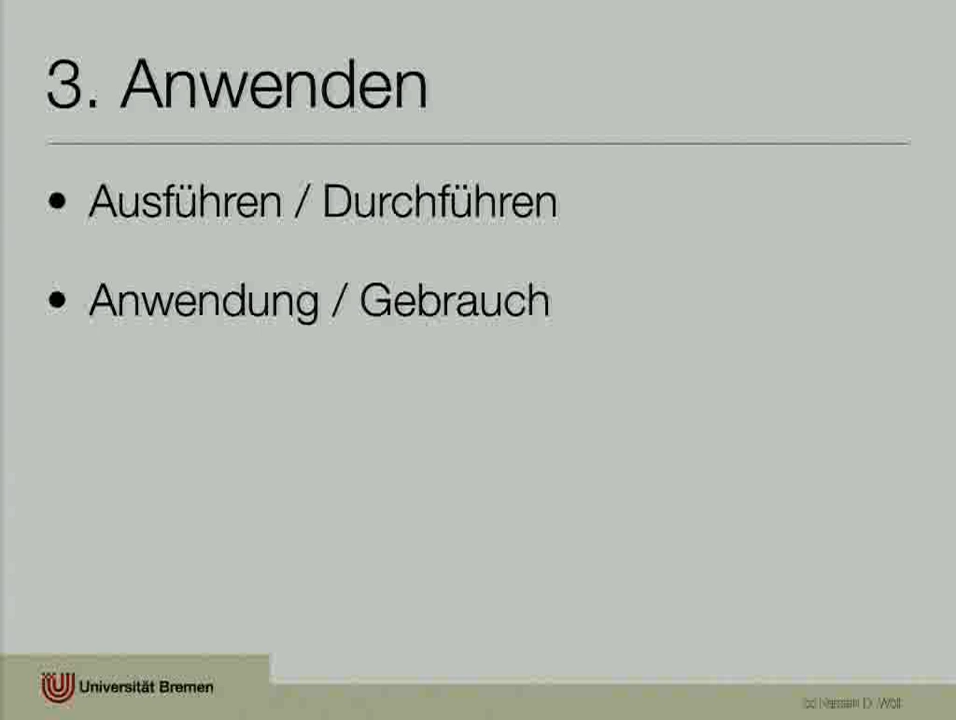 3. Anwenden
• Ausführen / Durchführen
• Anwendung / Gebrauch
Universität Bremen